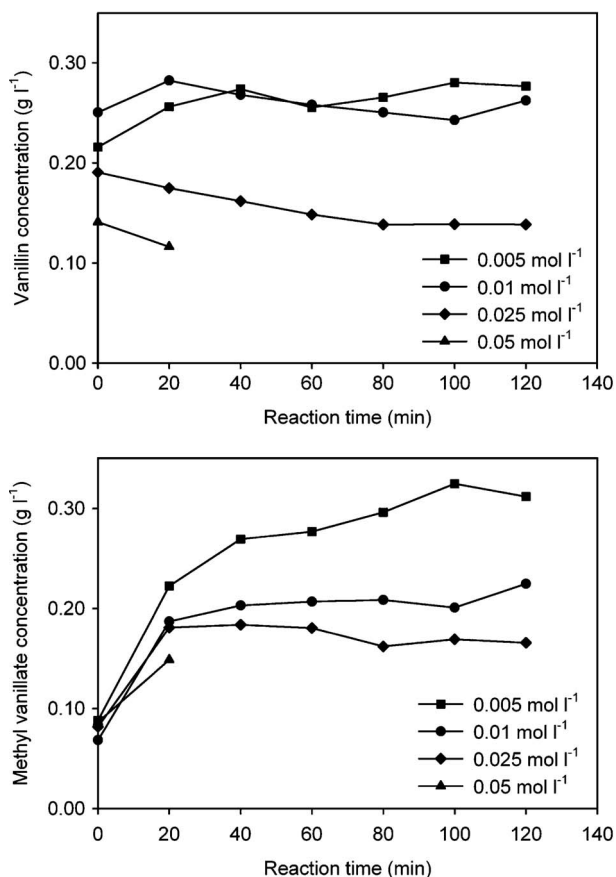 Vanillin concentration (g l⁻¹)
0.30
0.20
0.10
0.00
0.005 mol l⁻¹
0.01 mol l⁻¹
0.025 mol l⁻¹
0.05 mol l⁻¹
0 20 40 60 80 100 120 140
Reaction time (min)
Methyl vanillate concentration (g l⁻¹)
0.30
0.20
0.10
0.00
0.005 mol l⁻¹
0.01 mol l⁻¹
0.025 mol l⁻¹
0.05 mol l⁻¹
0 20 40 60 80 100 120 140
Reaction time (min)